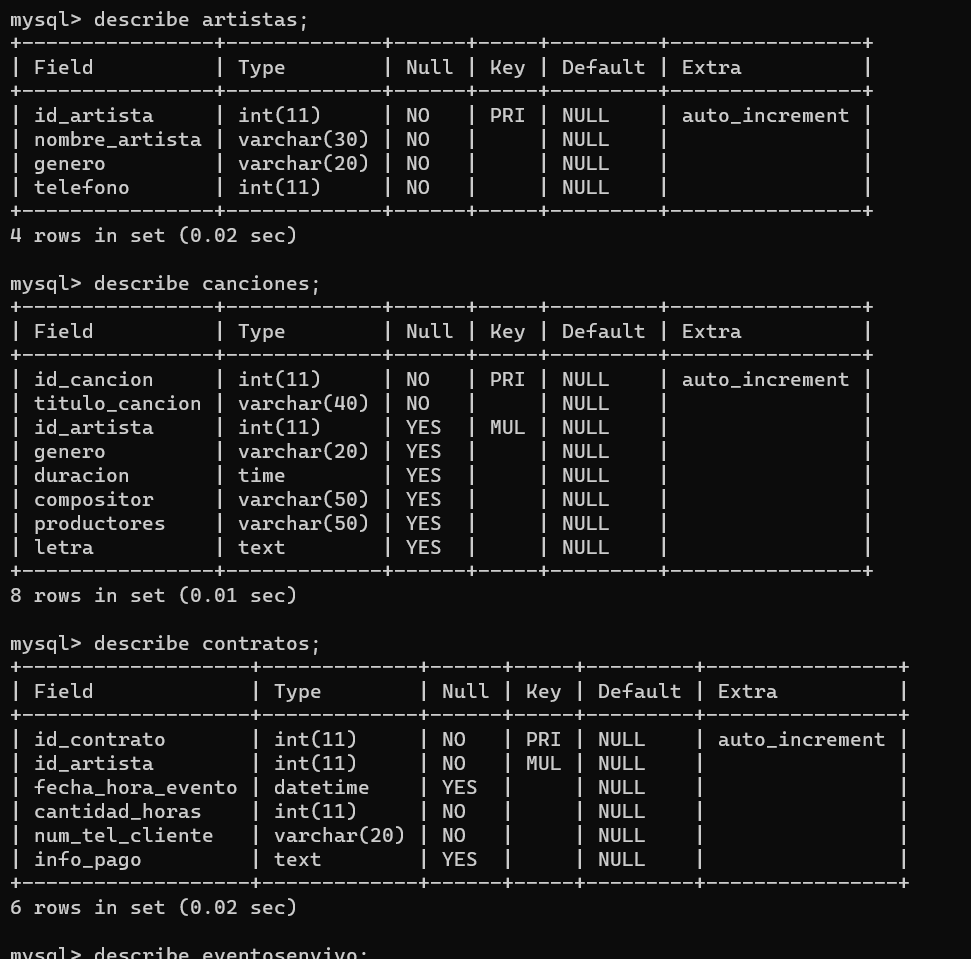 mysql> describe artistas;
+----------------+-------------+------+-----+---------+----------------+
| Field          | Type        | Null | Key | Default | Extra          |
+----------------+-------------+------+-----+---------+----------------+
| id_artista     | int(11)     | NO   | PRI | NULL    | auto_increment |
| nombre_artista | varchar(30) | NO   |     | NULL    |                |
| genero         | varchar(20) | NO   |     | NULL    |                |
| telefono       | int(11)     | NO   |     | NULL    |                |
+----------------+-------------+------+-----+---------+----------------+
4 rows in set (0.02 sec)

mysql> describe canciones;
+----------------+-------------+------+-----+---------+----------------+
| Field          | Type        | Null | Key | Default | Extra          |
+----------------+-------------+------+-----+---------+----------------+
| id_cancion     | int(11)     | NO   | PRI | NULL    | auto_increment |
| titulo_cancion | varchar(40) | NO   |     | NULL    |                |
| id_artista     | int(11)     | YES  | MUL | NULL    |                |
| genero         | varchar(20) | YES  |     | NULL    |                |
| duracion       | time        | YES  |     | NULL    |                |
| compositor     | varchar(50) | YES  |     | NULL    |                |
| productores    | varchar(50) | YES  |     | NULL    |                |
| letra          | text        | YES  |     | NULL    |                |
+----------------+-------------+------+-----+---------+----------------+
8 rows in set (0.01 sec)

mysql> describe contratos;
+-------------------+-------------+------+-----+---------+----------------+
| Field             | Type        | Null | Key | Default | Extra          |
+-------------------+-------------+------+-----+---------+----------------+
| id_contrato       | int(11)     | NO   | PRI | NULL    | auto_increment |
| id_artista        | int(11)     | NO   | MUL | NULL    |                |
| fecha_hora_evento | datetime    | YES  |     | NULL    |                |
| cantidad_horas    | int(11)     | NO   |     | NULL    |                |
| num_tel_cliente   | varchar(20) | NO   |     | NULL    |                |
| info_pago         | text        | YES  |     | NULL    |                |
+-------------------+-------------+------+-----+---------+----------------+
6 rows in set (0.02 sec)

mysql> describe eventosenvivo;